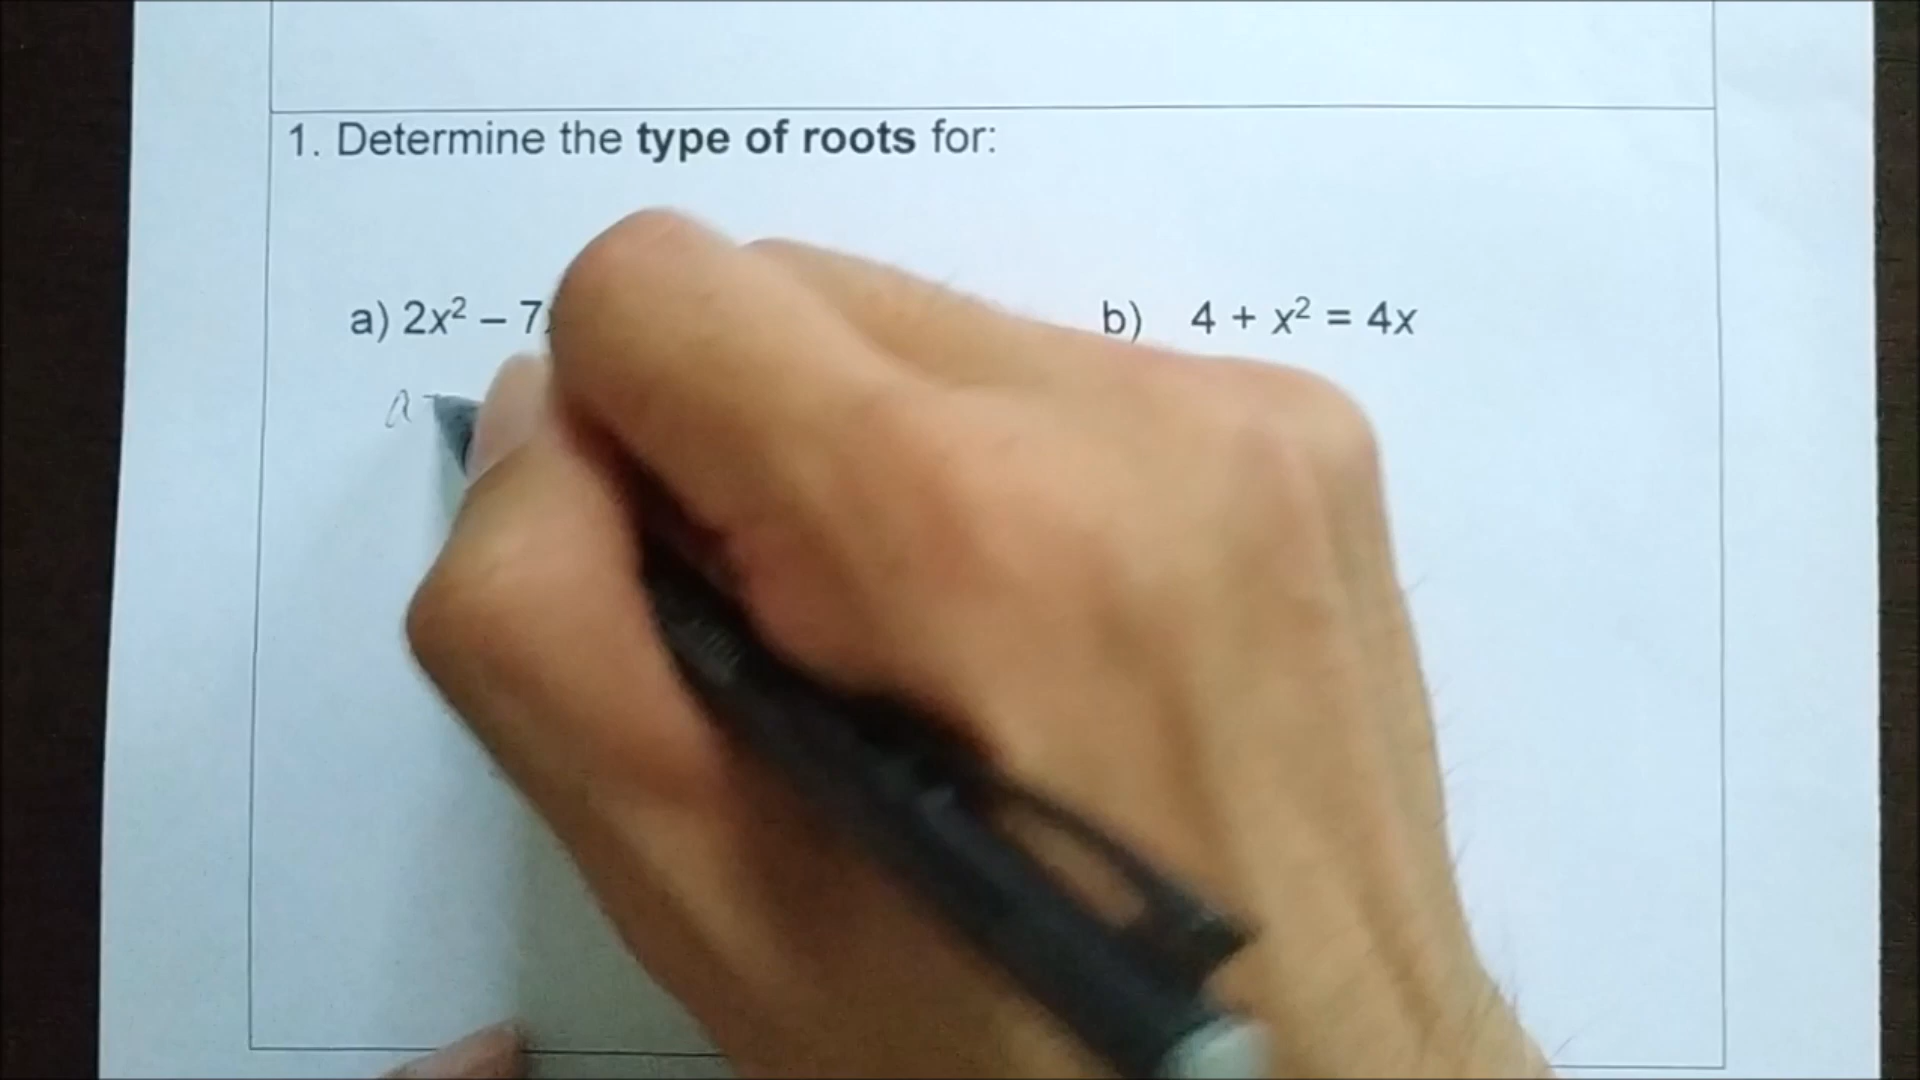 1. Determine the type of roots for:
a) 2x² – 7
b) 4 + x² = 4x
a =